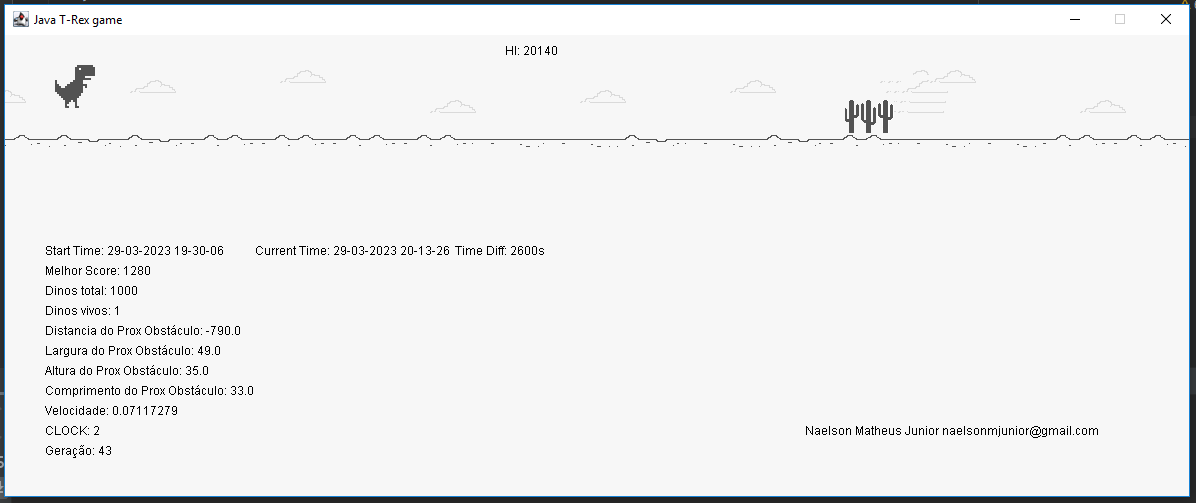 Java T-Rex game
HI: 20140
Start Time: 29-03-2023 19-30-06 Current Time: 29-03-2023 20-13-26 Time Diff: 2600s
Melhor Score: 1280
Dinos total: 1000
Dinos vivos: 1
Distancia do Prox Obstáculo: -790.0
Largura do Prox Obstáculo: 49.0
Altura do Prox Obstáculo: 35.0
Comprimento do Prox Obstáculo: 33.0
Velocidade: 0.07117279
CLOCK: 2
Naelson Matheus Junior naelsonmjunior@gmail.com
Geração: 43